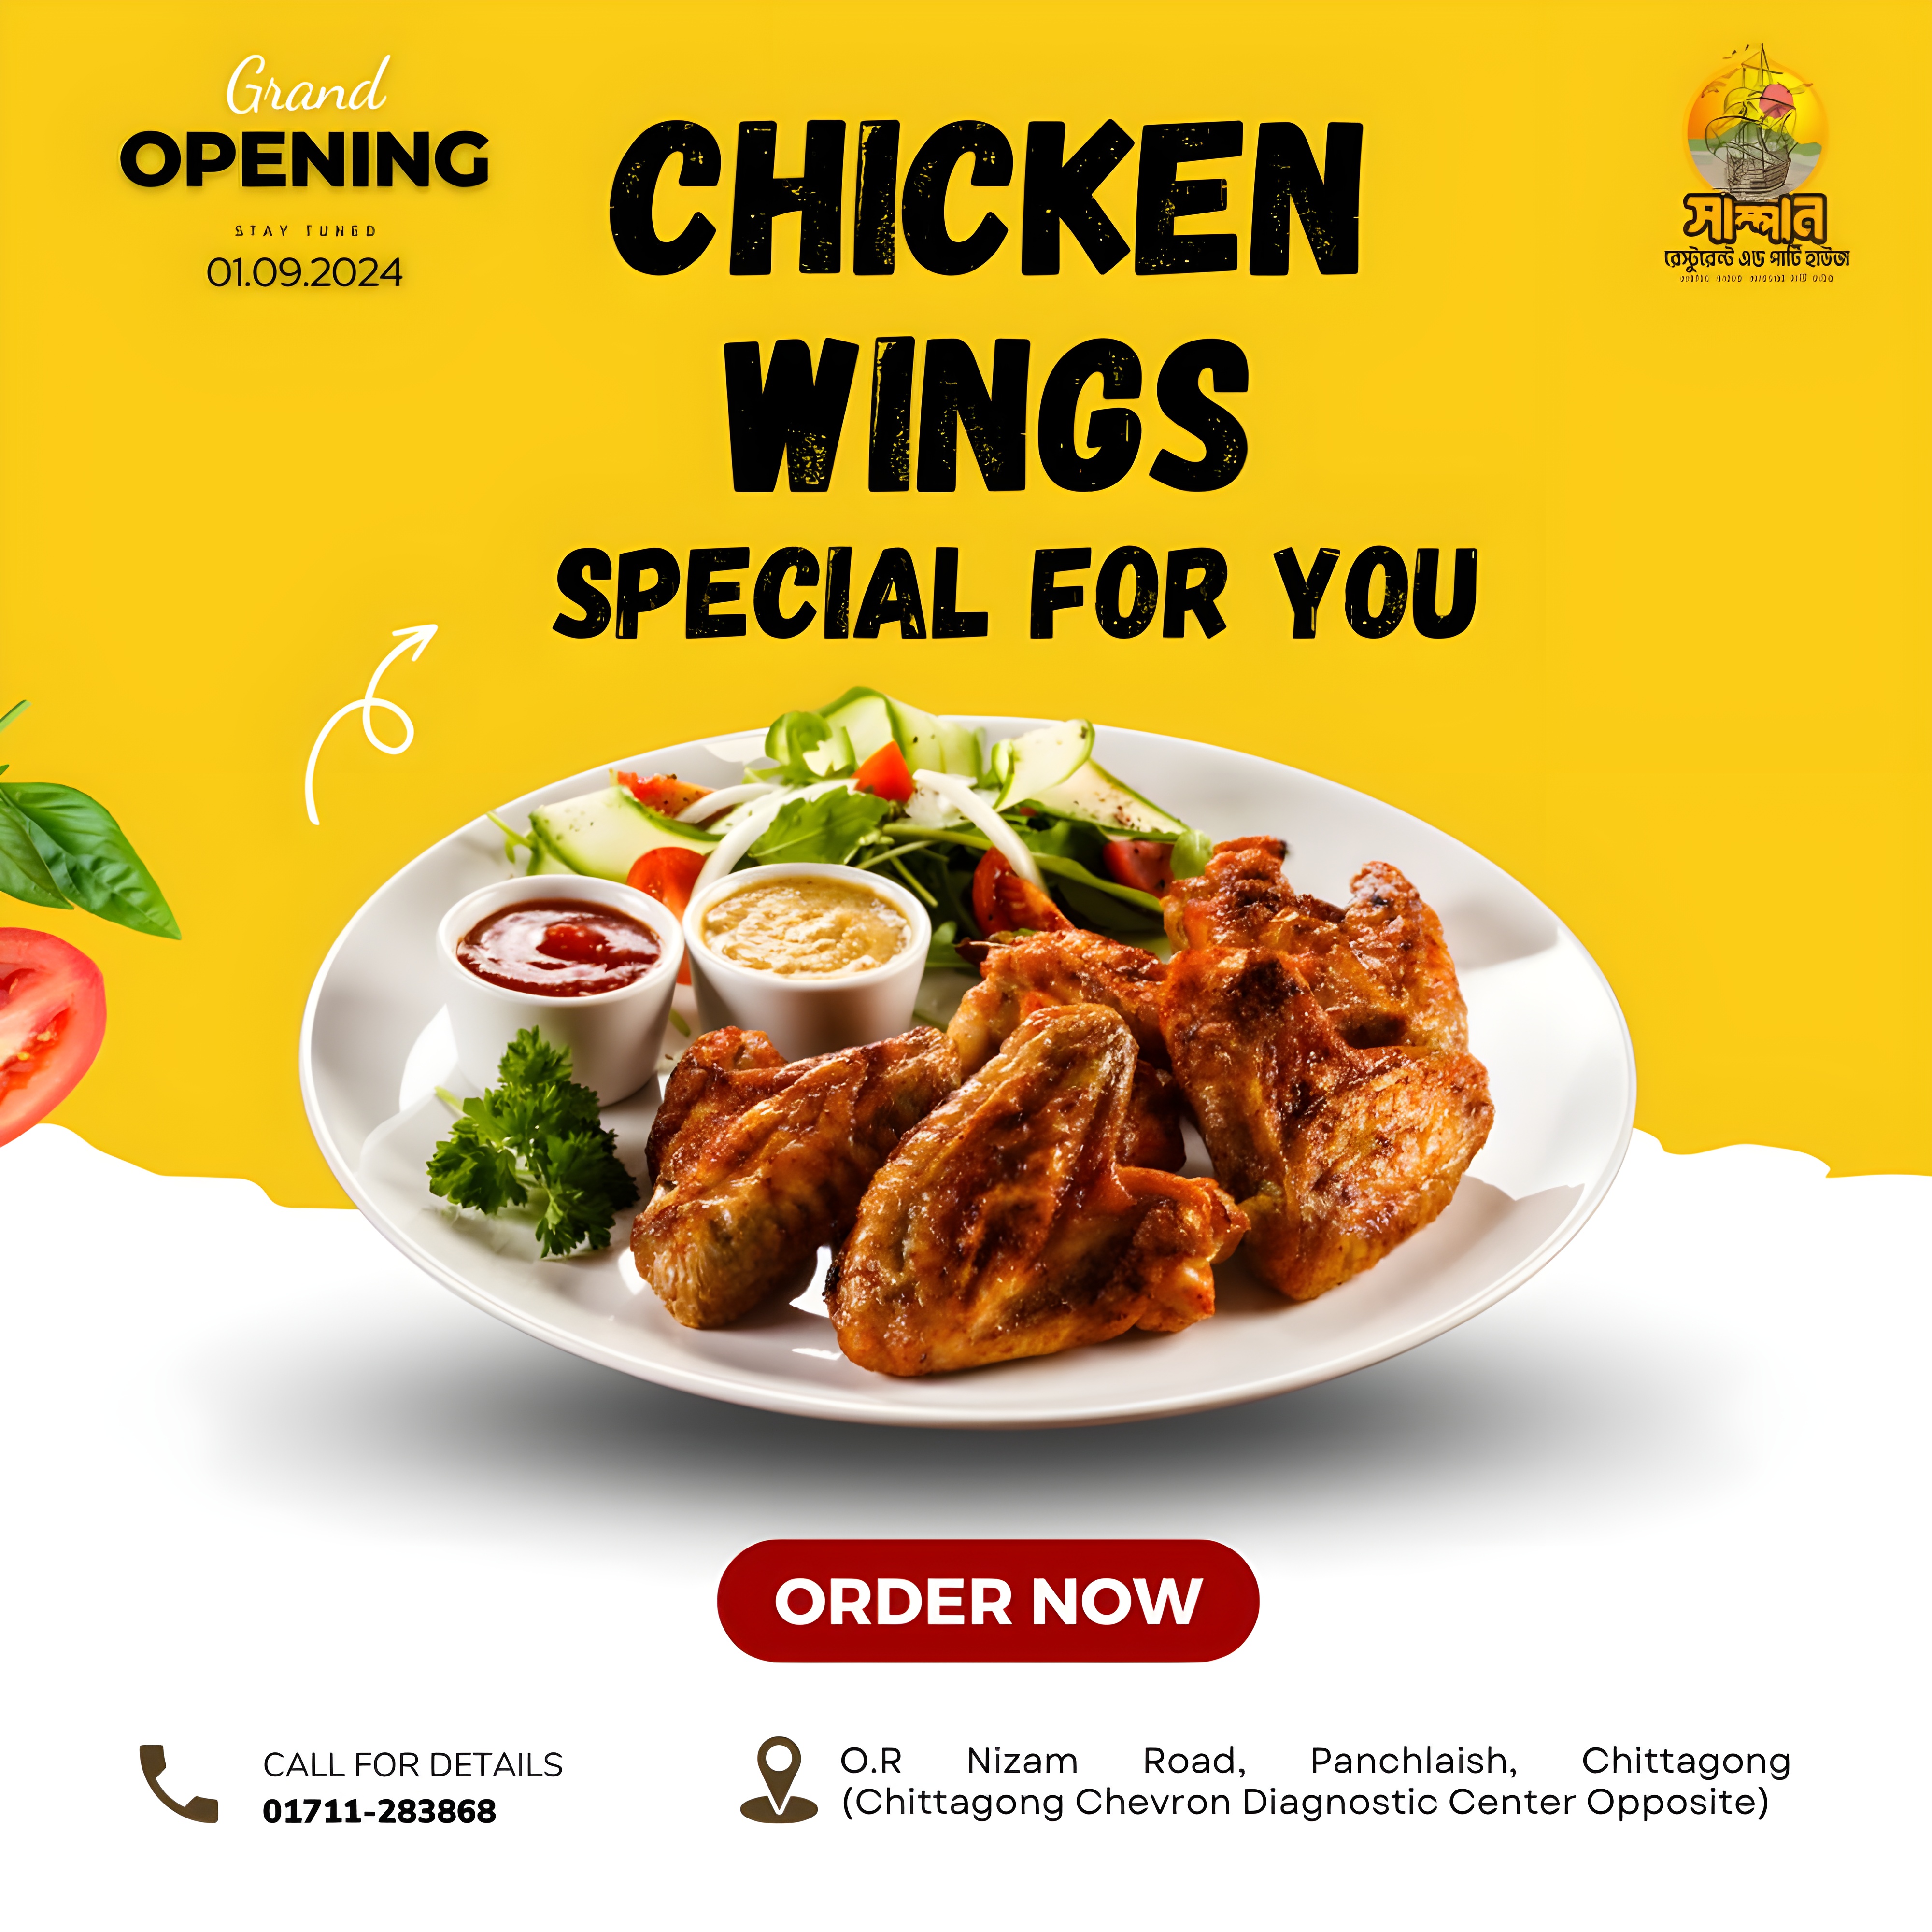 Grand
OPENING
STAY TUNED
01.09.2024
CHICKEN
WINGS
SPECIAL FOR YOU
সাম্পান
রেস্টুরেন্ট এন্ড পার্টি হাউজ
ORDER NOW
CALL FOR DETAILS
01711-283868
O.R Nizam Road, Panchlaish, Chittagong
(Chittagong Chevron Diagnostic Center Opposite)